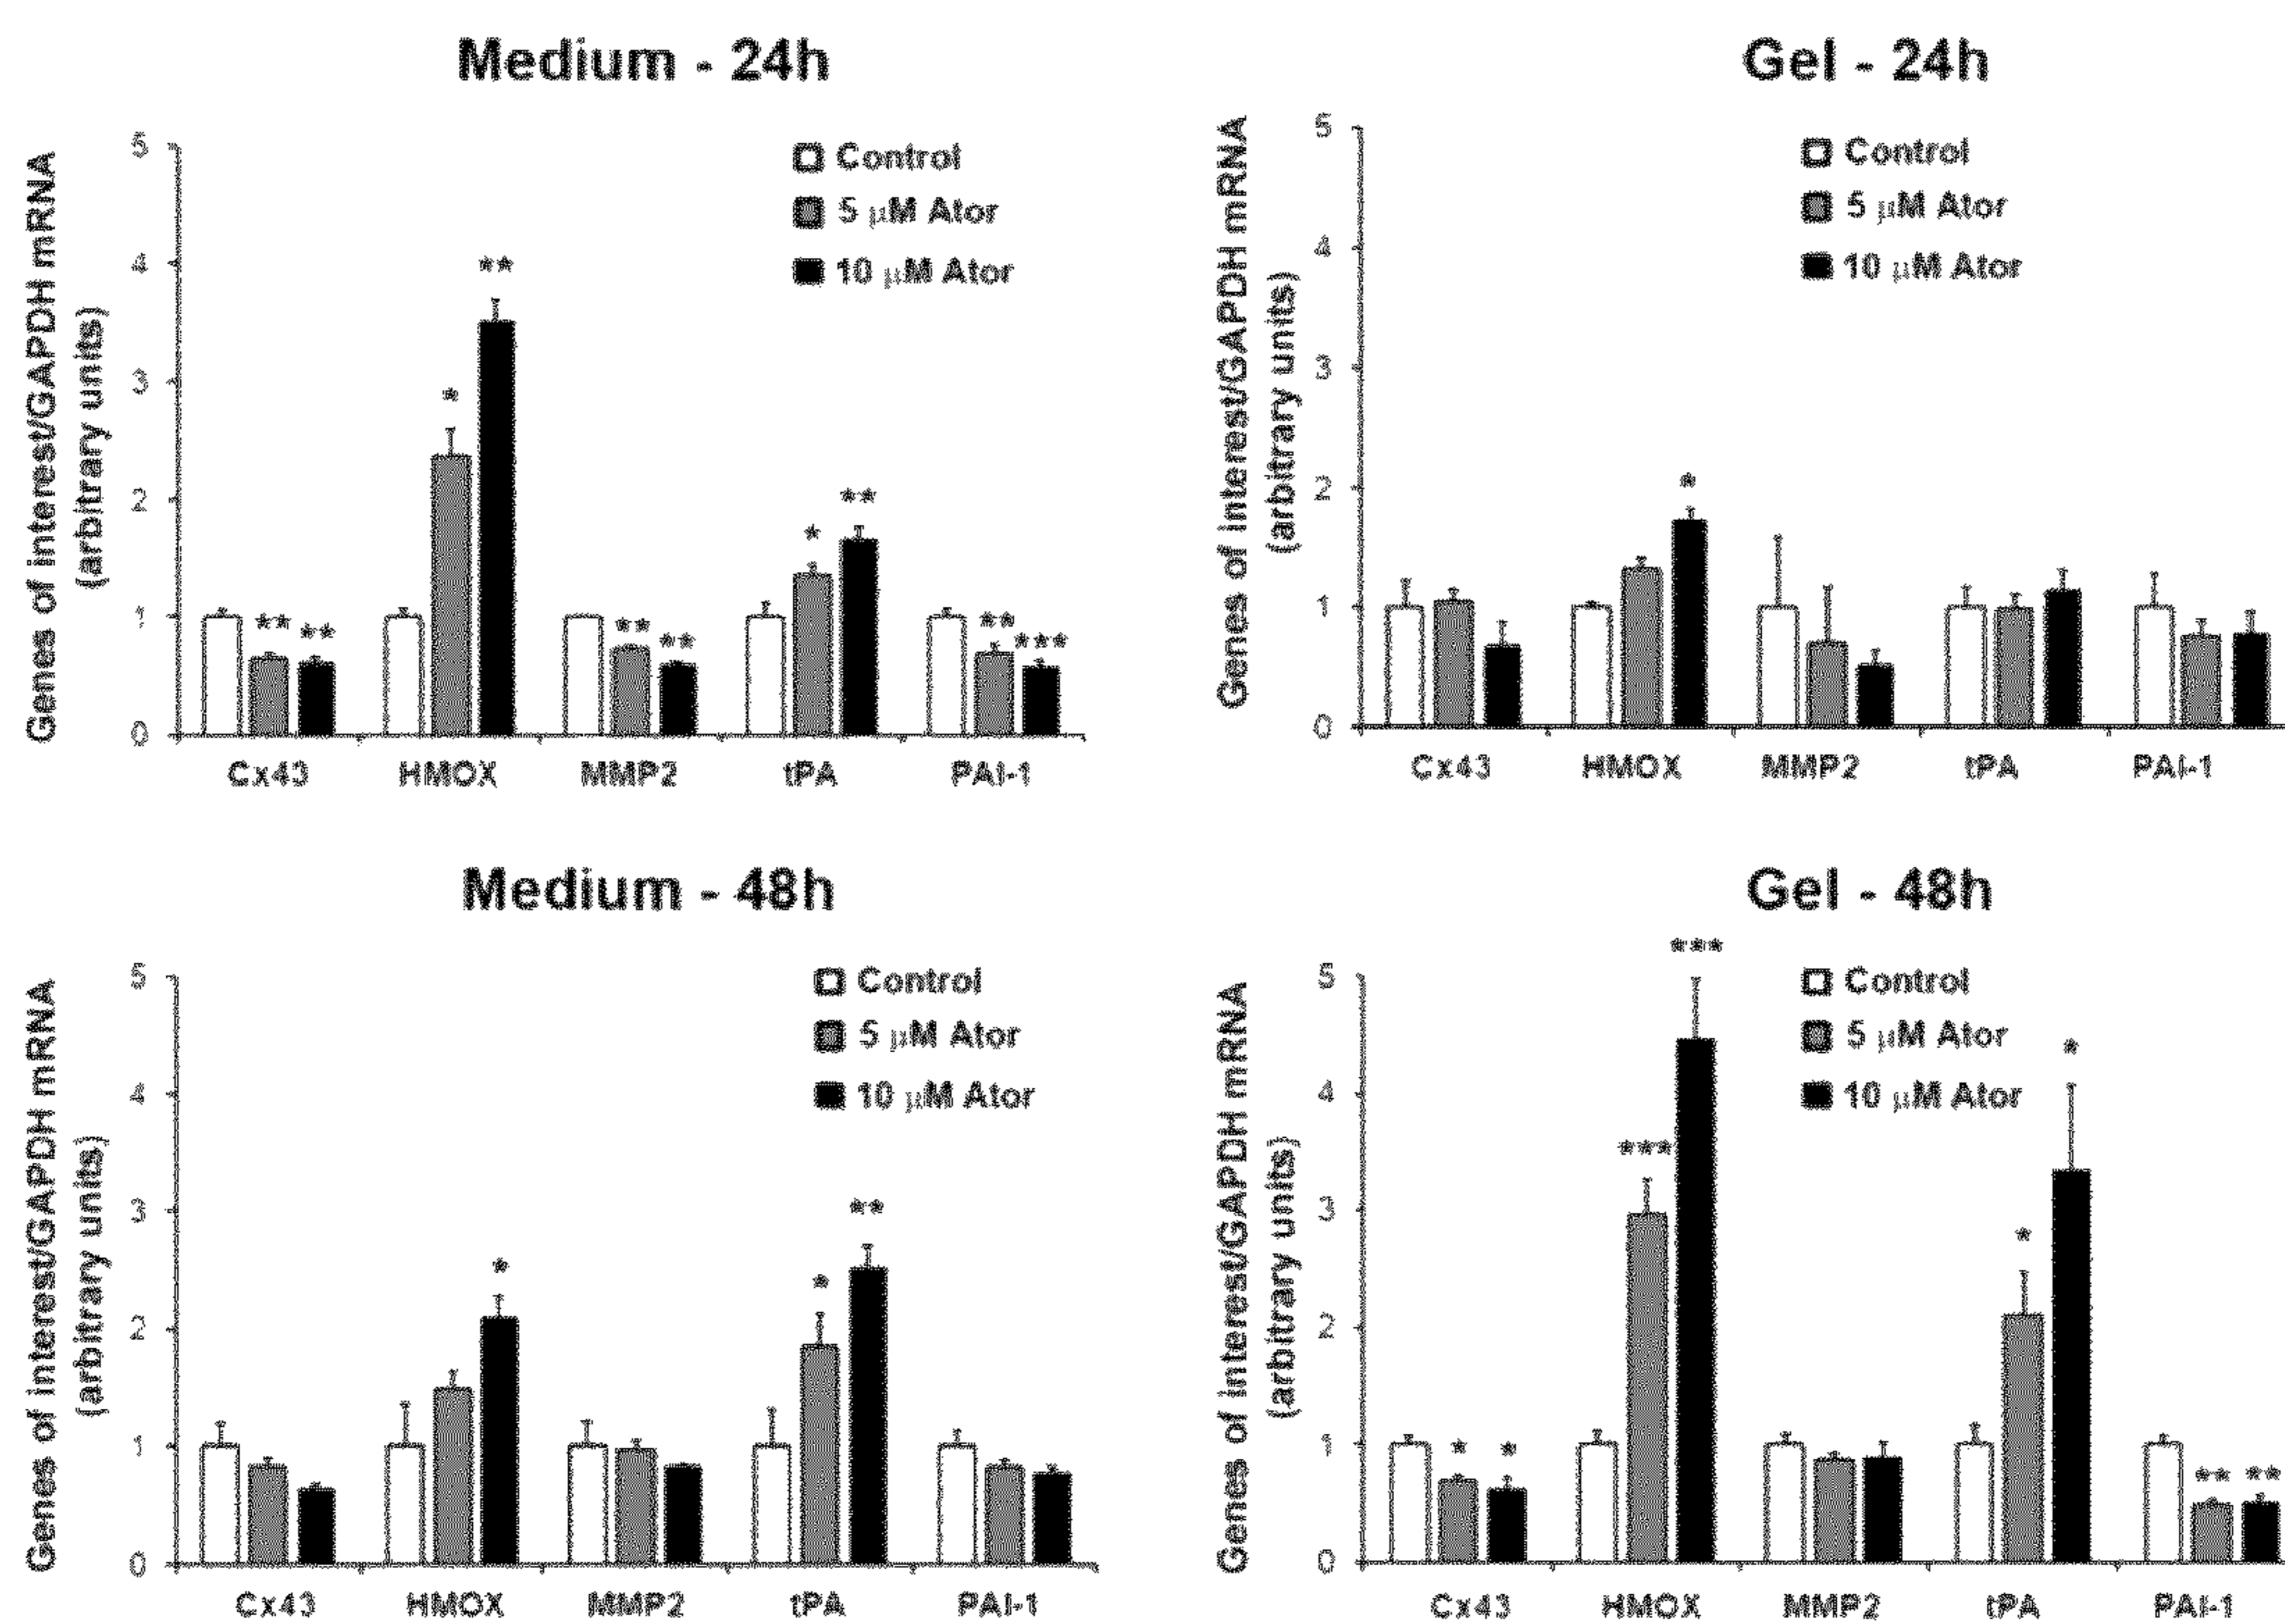 Medium - 24h
Genes of interest/GAPDH mRNA
(arbitrary units)
5
4
3
2
1
0
Control
5 µM Ator
10 µM Ator
** ** * ** ** ** * ** ** ***
Cx43 HMOX MMP2 tPA PAI-1
Gel - 24h
Genes of interest/GAPDH mRNA
(arbitrary units)
5
4
3
2
1
0
Control
5 µM Ator
10 µM Ator
*
Cx43 HMOX MMP2 tPA PAI-1
Medium - 48h
Genes of interest/GAPDH mRNA
(arbitrary units)
5
4
3
2
1
0
Control
5 µM Ator
10 µM Ator
* * **
Cx43 HMOX MMP2 tPA PAI-1
Gel - 48h
Genes of interest/GAPDH mRNA
(arbitrary units)
5
4
3
2
1
0
Control
5 µM Ator
10 µM Ator
* * *** *** * * ** **
Cx43 HMOX MMP2 tPA PAI-1